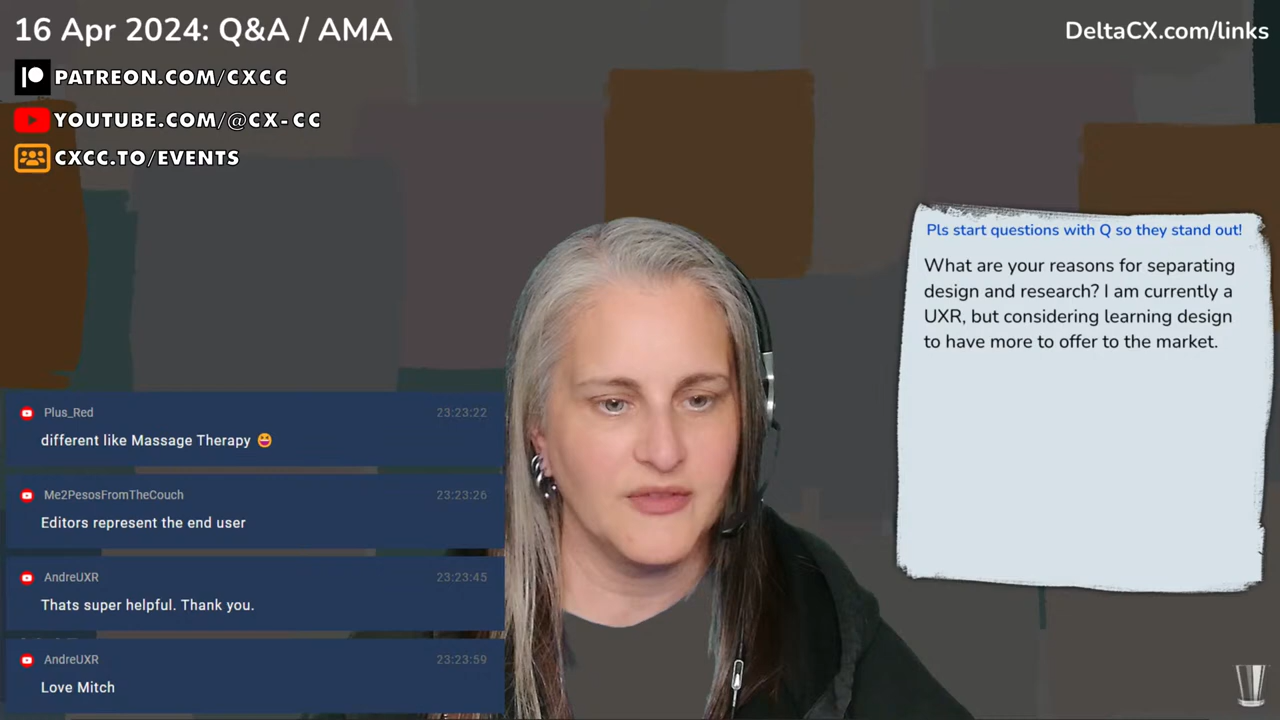 16 Apr 2024: Q&A / AMA
DeltaCX.com/links
PATREON.COM/CXCC
YOUTUBE.COM/@CX-CC
CXCC.TO/EVENTS
Pls start questions with Q so they stand out!
What are your reasons for separating
design and research? I am currently a
UXR, but considering learning design
to have more to offer to the market.
Plus_Red 23:23:22
different like Massage Therapy 😄
Me2PesosFromTheCouch 23:23:26
Editors represent the end user
AndreUXR 23:23:45
Thats super helpful. Thank you.
AndreUXR 23:23:59
Love Mitch